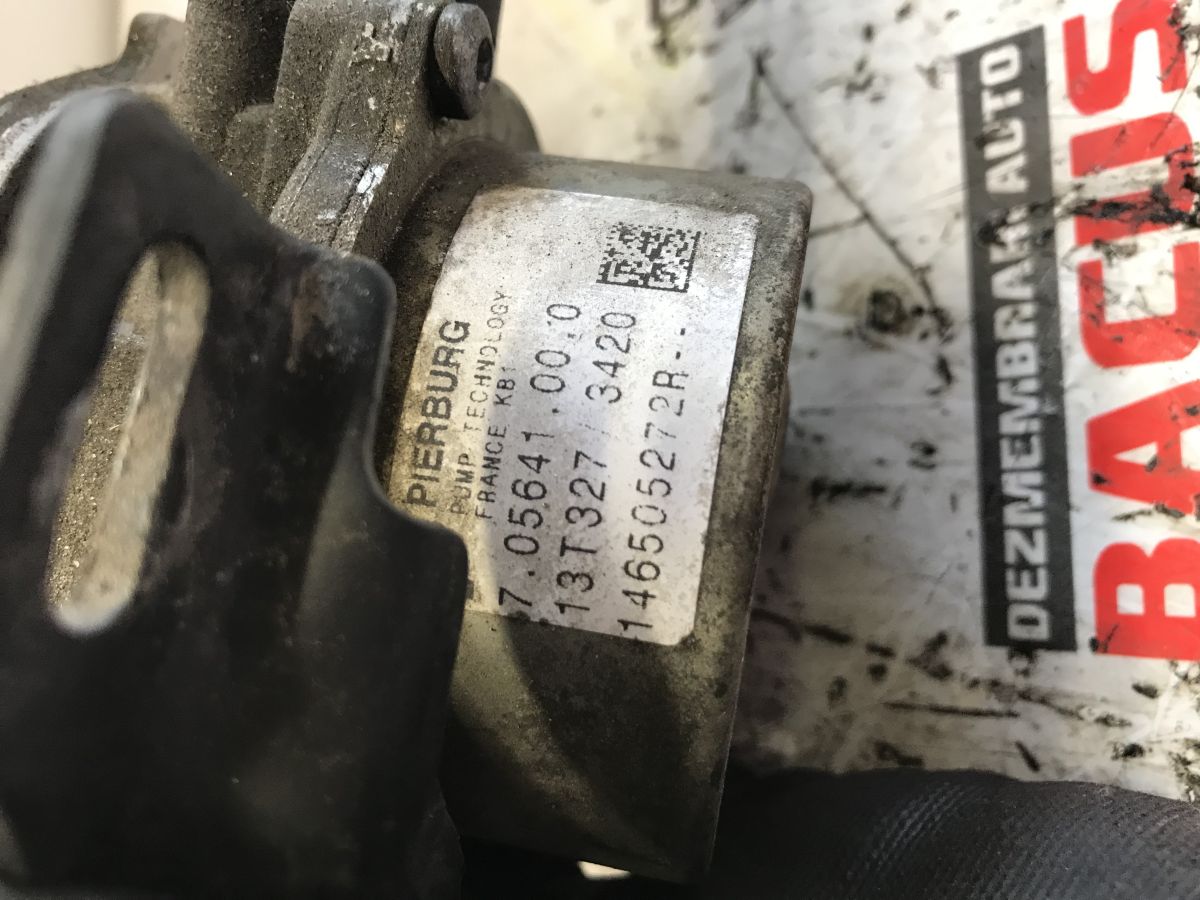 PIERBURG
PUMP TECHNOLOGY
FRANCE KB1
7.05641.00.0
13T327/3420
146505272R--
DEZMEMBRARI AUTO
BACUS